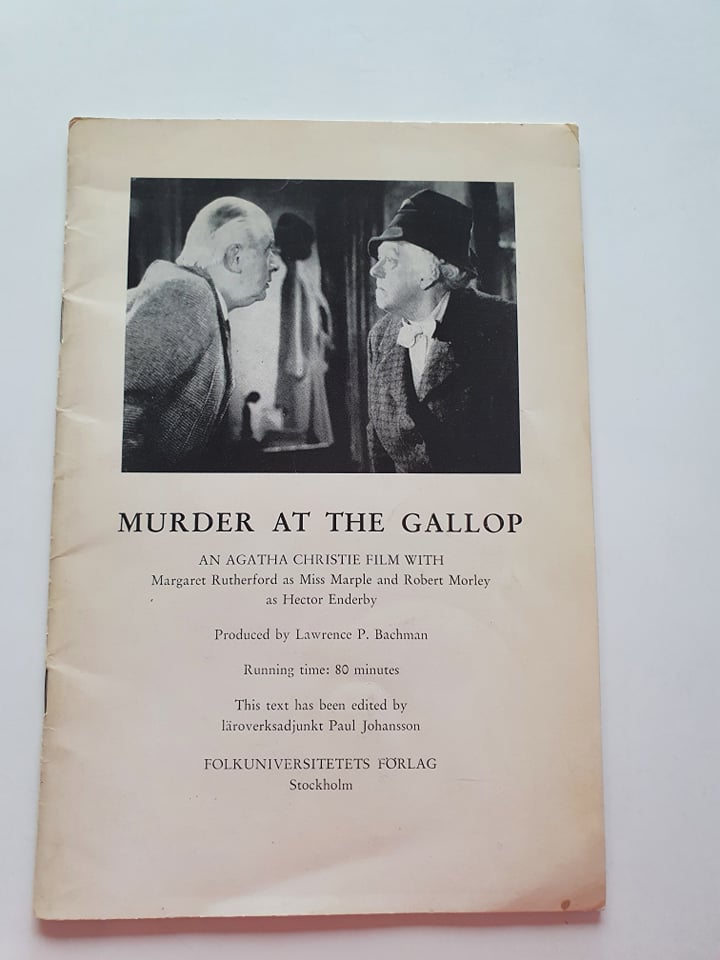 MURDER AT THE GALLOP
AN AGATHA CHRISTIE FILM WITH
Margaret Rutherford as Miss Marple and Robert Morley
as Hector Enderby
Produced by Lawrence P. Bachman
Running time: 80 minutes
This text has been edited by
läroverksadjunkt Paul Johansson
FOLKUNIVERSITETETS FÖRLAG
Stockholm